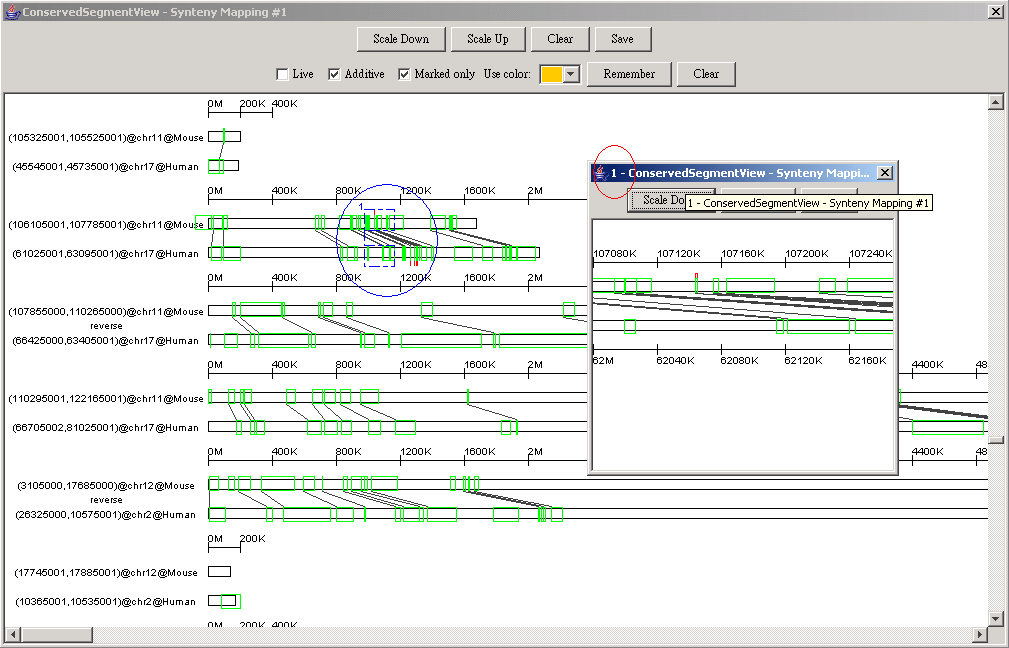 ConservedSegmentView - Synteny Mapping #1
Scale Down Scale Up Clear Save
Live Additive Marked only Use color: Remember Clear
0M 200K 400K
(105325001,105525001)@chr11@Mouse
(45545001,45735001)@chr17@Human
0M 400K 800K 1200K 1600K 2M
1
(106105001,107785001)@chr11@Mouse
(61025001,63095001)@chr17@Human
0M 400K 800K 1200K 1600K 2M
(107855000,110265000)@chr11@Mouse
reverse
(66425000,63405001)@chr17@Human
0M 400K 800K 1200K 1600K 2M 4400K 48
(110295001,122165001)@chr11@Mouse
(66705002,81025001)@chr17@Human
0M 400K 800K 1200K 1600K 2M 4400K 48
(3105000,17685000)@chr12@Mouse
reverse
(26325000,10575001)@chr2@Human
0M 200K
(17745001,17885001)@chr12@Mouse
(10365001,10535001)@chr2@Human
0M 200K 400K
1 - ConservedSegmentView - Synteny Mappi...
Scale Do
1 - ConservedSegmentView - Synteny Mapping #1
107080K 107120K 107160K 107200K 107240K
62M 62040K 62080K 62120K 62160K